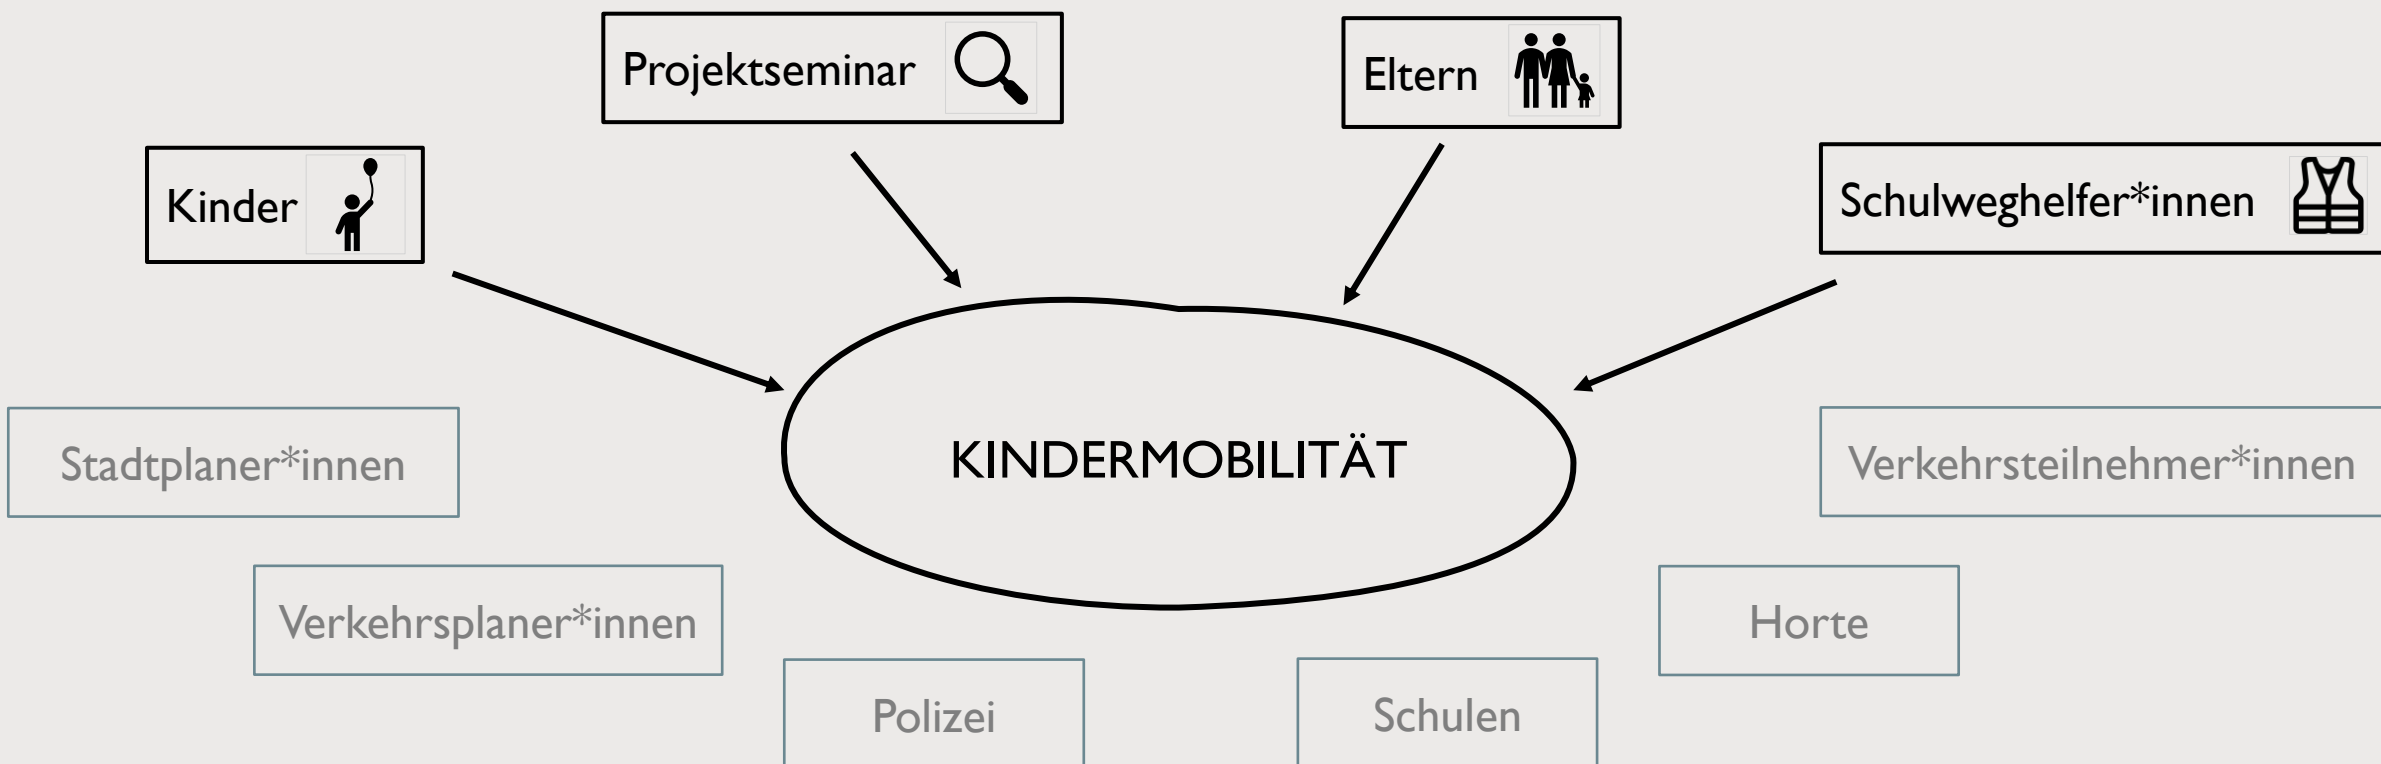 Projektseminar
Eltern
Kinder
Schulweghelfer*innen
KINDERMOBILITÄT
Stadtplaner*innen
Verkehrsteilnehmer*innen
Verkehrsplaner*innen
Horte
Polizei
Schulen